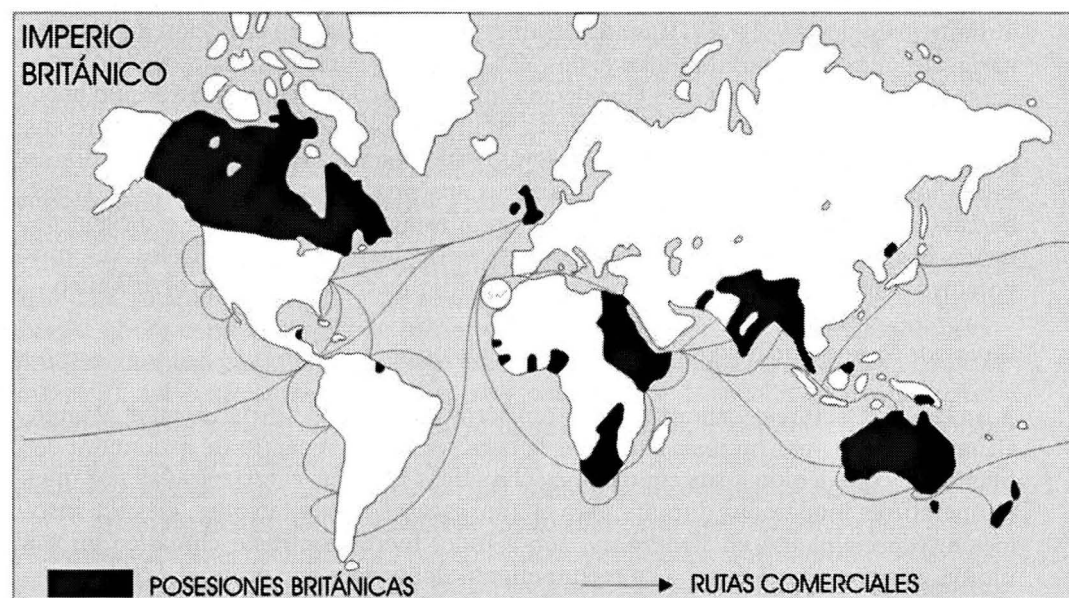 IMPERIO
BRITÁNICO
POSESIONES BRITÁNICAS
RUTAS COMERCIALES